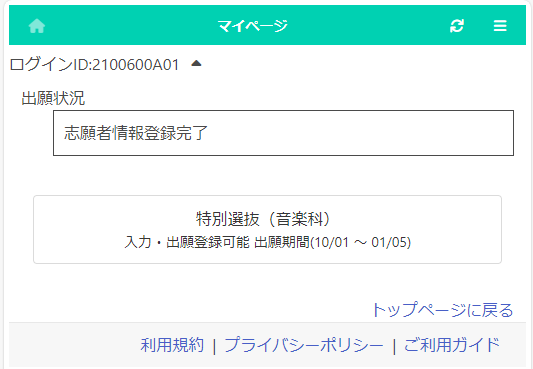 マイページ
ログインID:2100600A01
出願状況
志願者情報登録完了
特別選抜（音楽科）
入力・出願登録可能 出願期間(10/01 ～ 01/05)
トップページに戻る
利用規約 | プライバシーポリシー | ご利用ガイド